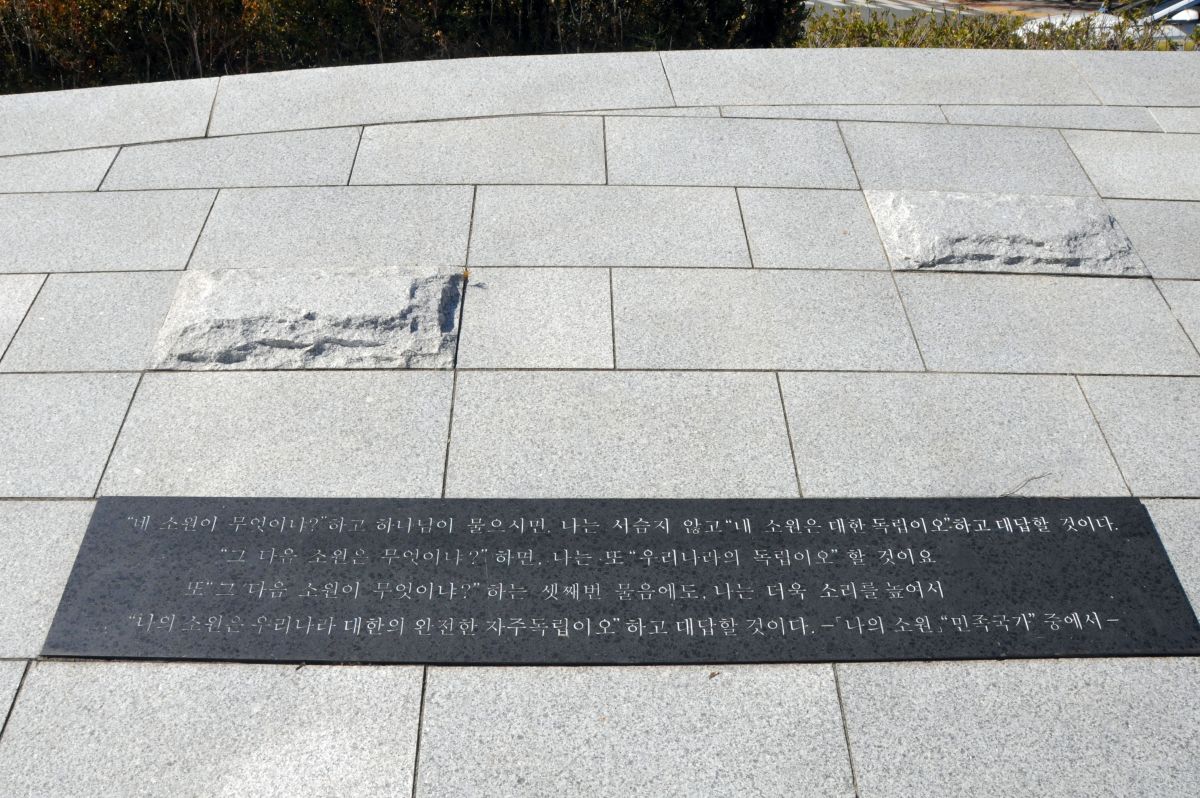 “네 소원이 무엇이냐?”하고 하나님이 물으시면, 나는 서슴지 않고 “내 소원은 대한 독립이오”하고 대답할 것이다.
“그 다음 소원은 무엇이냐?” 하면, 나는 또 “우리나라의 독립이오” 할 것이요
또“그 다음 소원이 무엇이냐?” 하는 셋째번 물음에도, 나는 더욱 소리를 높여서
“나의 소원은 우리나라 대한의 완전한 자주독립이오”하고 대답할 것이다. -「나의 소원」“민족국가” 중에서-